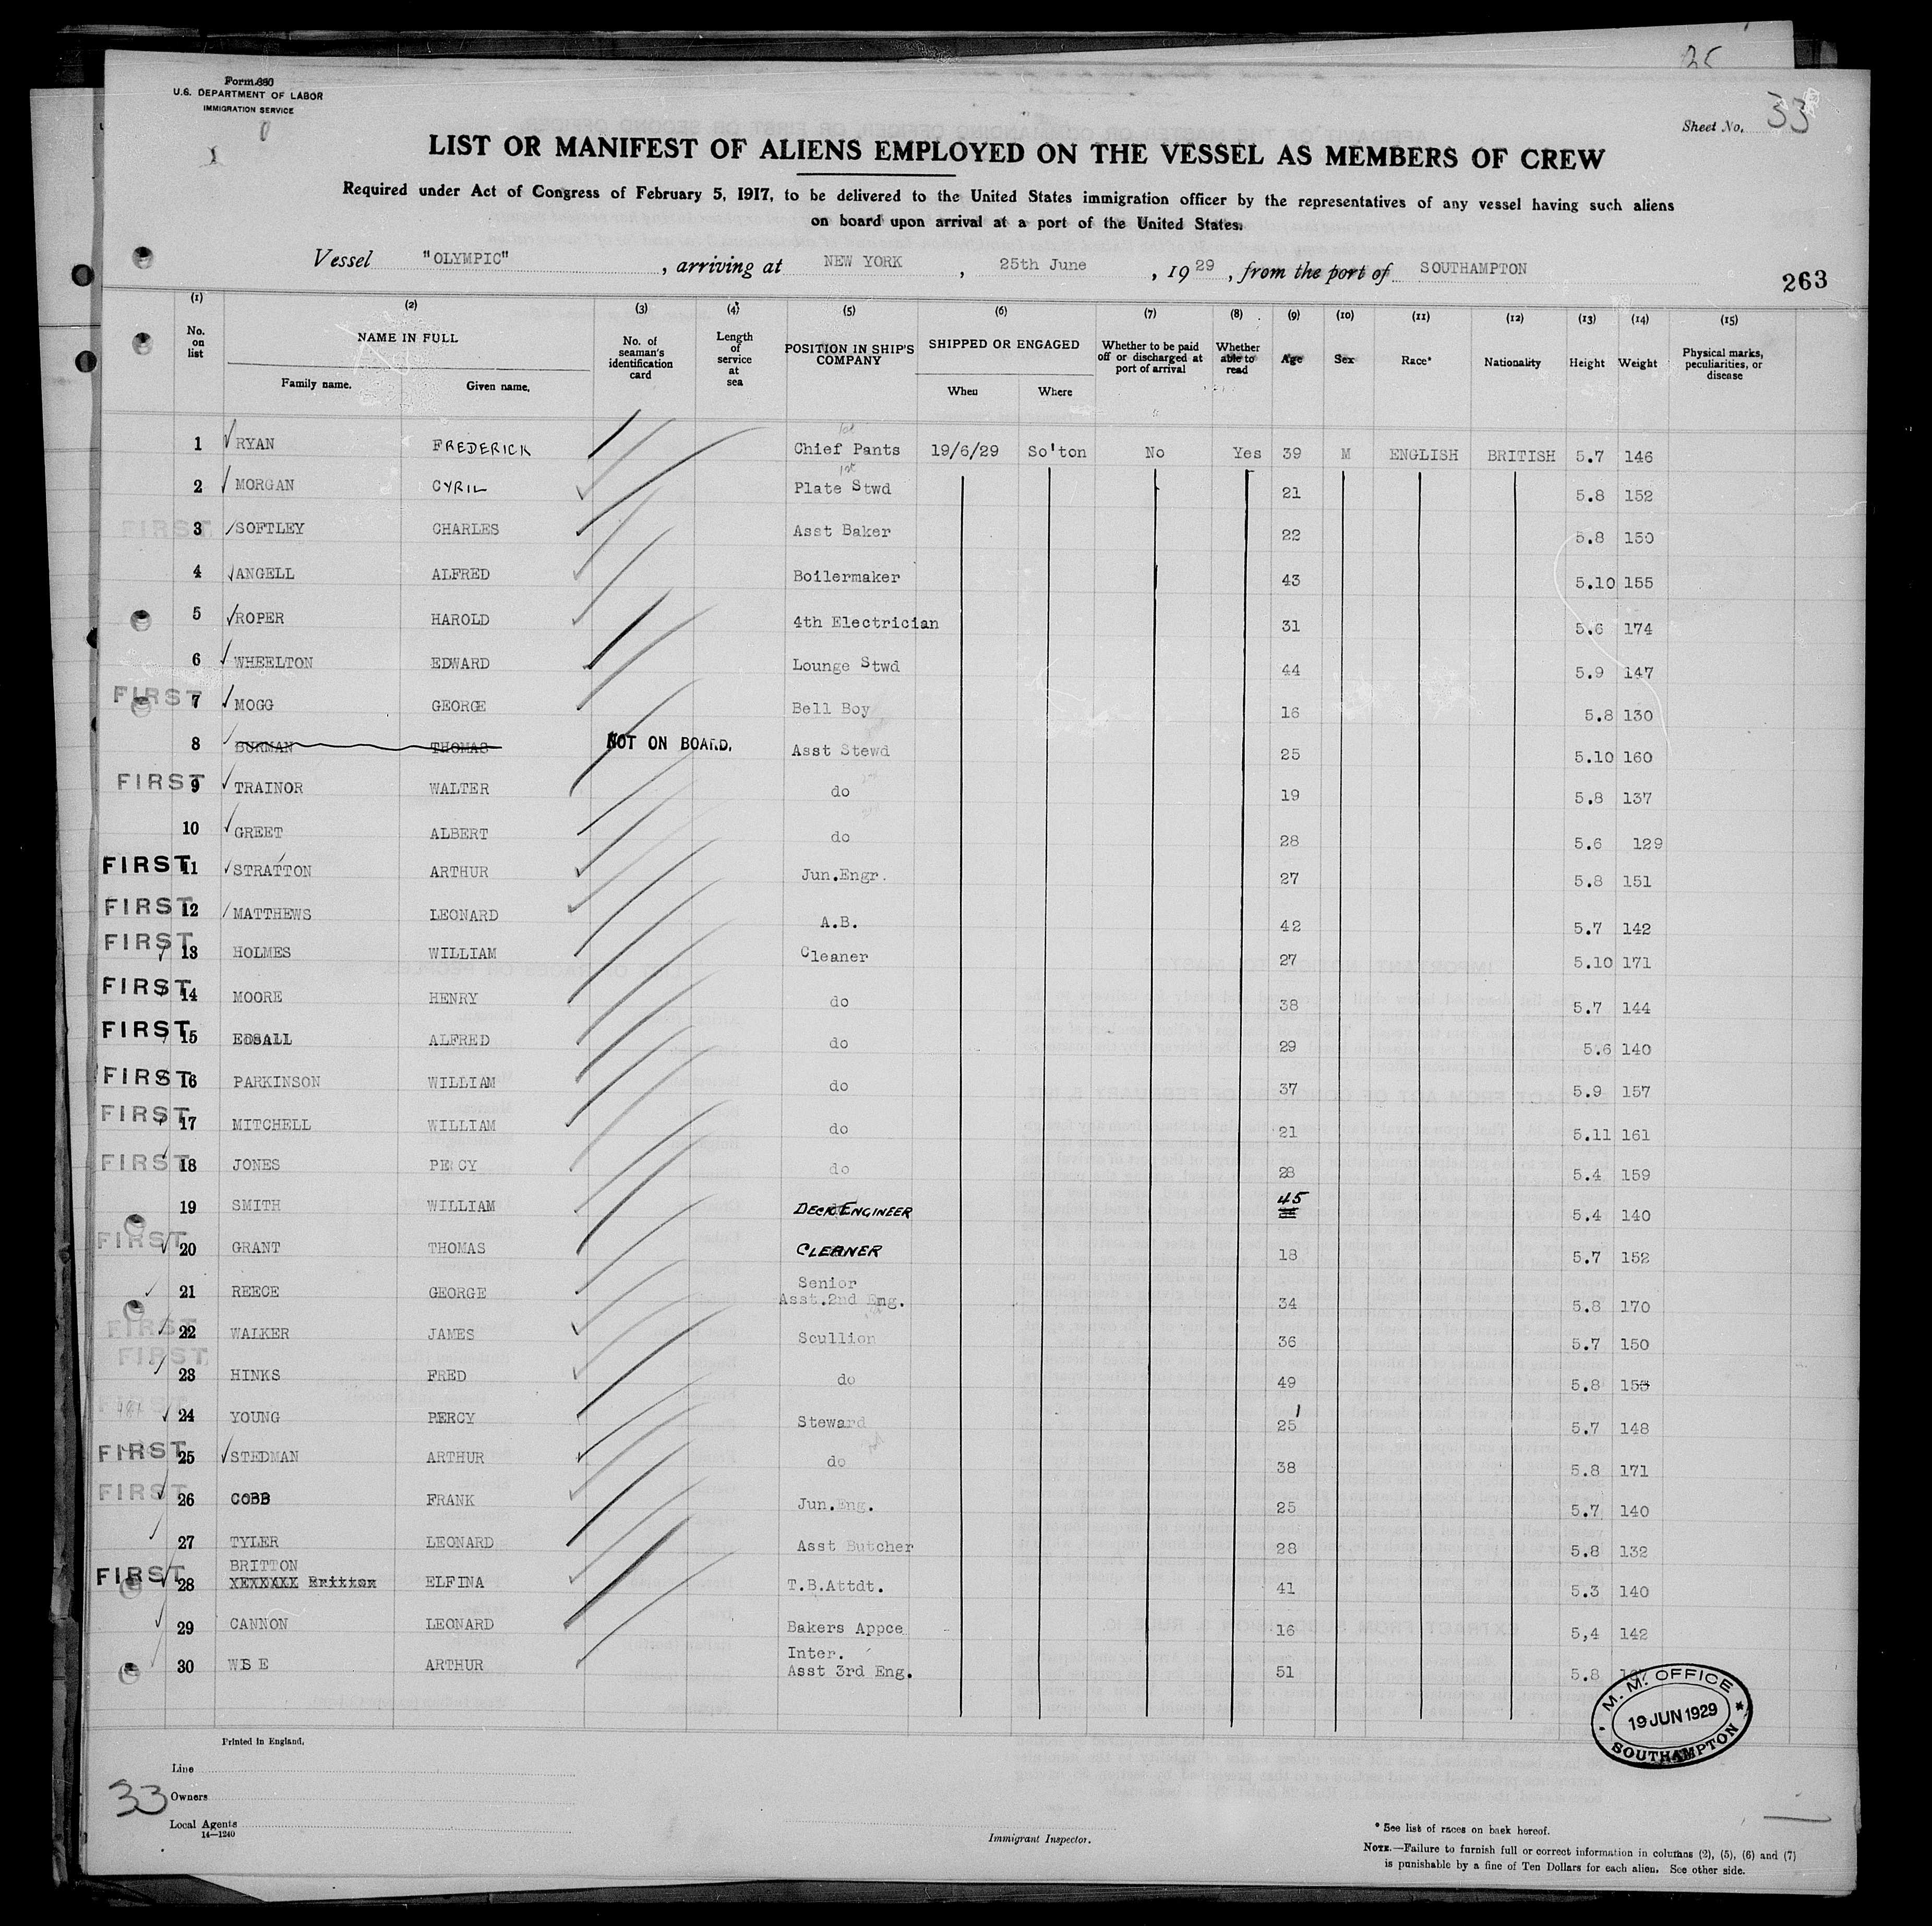 25
Form 680
U.S. DEPARTMENT OF LABOR
IMMIGRATION SERVICE
Sheet No. 33
LIST OR MANIFEST OF ALIENS EMPLOYED ON THE VESSEL AS MEMBERS OF CREW
Required under Act of Congress of February 5, 1917, to be delivered to the United States immigration officer by the representatives of any vessel having such aliens
on board upon arrival at a port of the United States.
Vessel "OLYMPIC", arriving at NEW YORK, 25th June, 1929, from the port of SOUTHAMPTON
263
(1) (2) (3) (4) (5) (6) (7) (8) (9) (10) (11) (12) (13) (14) (15)
No. on list NAME IN FULL Family name. Given name. No. of seaman's identification card Length of service at sea POSITION IN SHIP'S COMPANY SHIPPED OR ENGAGED When Where Whether to be paid off or discharged at port of arrival Whether able to read Age Sex Race* Nationality Height Weight Physical marks, peculiarities, or disease
1 RYAN FREDERICK 1st Chief Pants 19/6/29 So'ton No Yes 39 M ENGLISH BRITISH 5.7 146
2 MORGAN CYRIL 1st Plate Stwd 21 5.8 152
FIRST 3 SOFTLEY CHARLES Asst Baker 22 5.8 150
4 ANGELL ALFRED Boilermaker 43 5.10 155
5 ROPER HAROLD 4th Electrician 31 5.6 174
6 WHEELTON EDWARD Lounge Stwd 44 5.9 147
FIRST 7 MOGG GEORGE Bell Boy 16 5.8 130
8 BURMAN THOMAS NOT ON BOARD. Asst Stewd 25 5.10 160
FIRST 9 TRAINOR WALTER do 19 5.8 137
10 GREET ALBERT do 28 5.6 129
FIRST 11 STRATTON ARTHUR Jun.Engr. 27 5.8 151
FIRST 12 MATTHEWS LEONARD A.B. 42 5.7 142
FIRST 13 HOLMES WILLIAM Cleaner 27 5.10 171
FIRST 14 MOORE HENRY do 38 5.7 144
FIRST 15 EDSALL ALFRED do 29 5.6 140
FIRST 16 PARKINSON WILLIAM do 37 5.9 157
FIRST 17 MITCHELL WILLIAM do 21 5.11 161
FIRST 18 JONES PERCY do 28 5.4 159
19 SMITH WILLIAM DECK ENGINEER 45 5.4 140
FIRST 20 GRANT THOMAS CLEANER 18 5.7 152
21 REECE GEORGE Senior Asst.2nd Eng. 34 5.8 170
FIRST 22 WALKER JAMES Scullion 36 5.7 150
FIRST 23 HINKS FRED do 49 5.8 155
24 YOUNG PERCY Steward 25 5.7 148
FIRST 25 STEDMAN ARTHUR do 38 5.8 171
FIRST 26 COBB FRANK Jun.Eng. 25 5.7 140
27 TYLER LEONARD Asst Butcher 28 5.8 132
BRITTON
FIRST 28 Britton ELFINA T.B.Attdt. 41 5.3 140
29 CANNON LEONARD Bakers Appce 16 5,4 142
30 ARTHUR Inter. Asst 3rd Eng. 51 5.8
M.M. OFFICE
19 JUN 1929
SOUTHAMPTON
Printed in England.
Line
33
Owners
Local Agents
14—1240
Immigrant Inspector.
* See list of races on back hereof.
NOTE.—Failure to furnish full or correct information in columns (2), (5), (6) and (7)
is punishable by a fine of Ten Dollars for each alien. See other side.